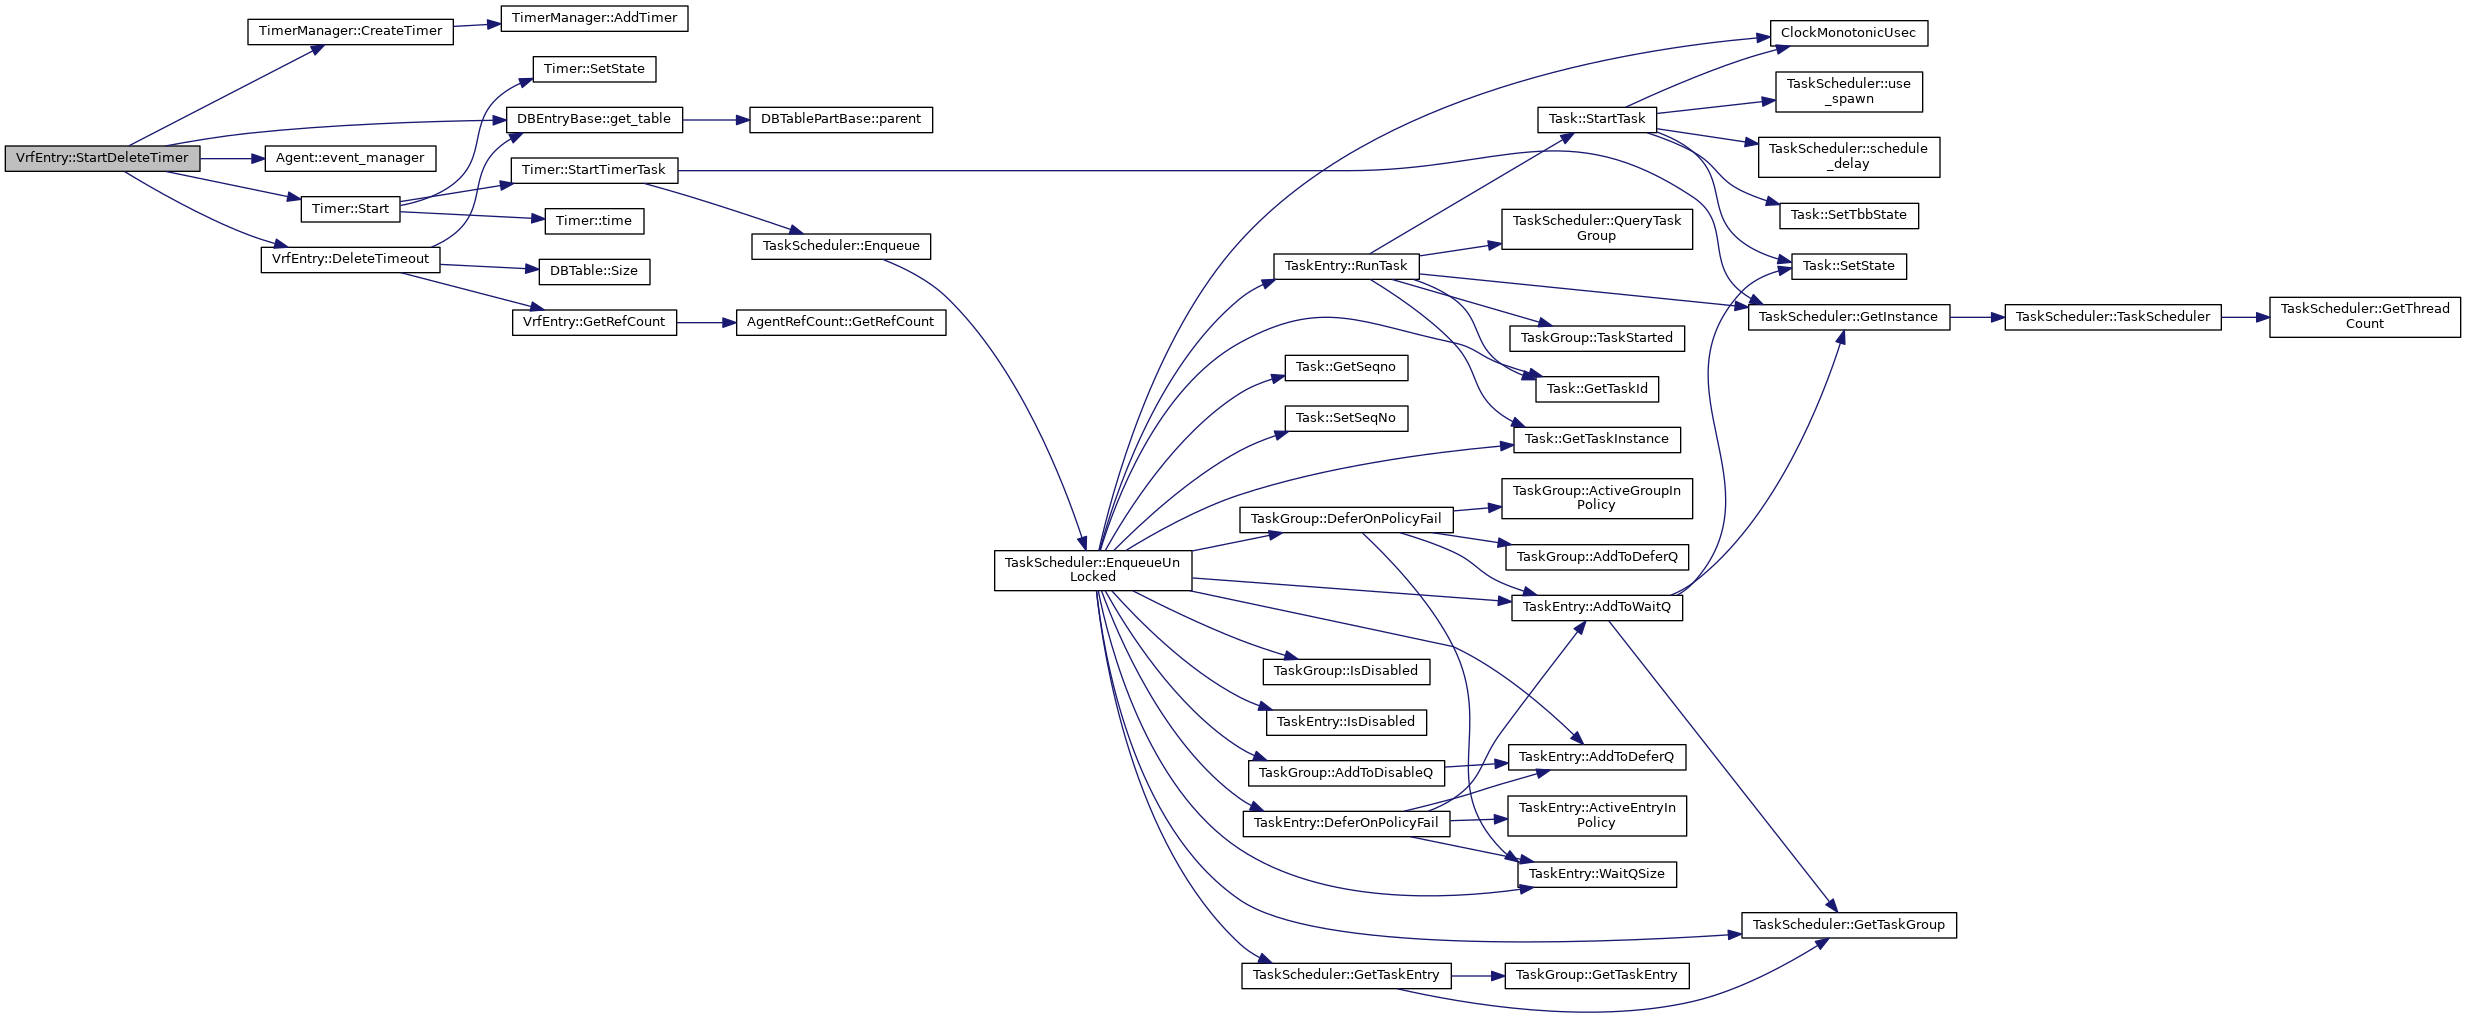 VrfEntry::StartDeleteTimer
TimerManager::CreateTimer
TimerManager::AddTimer
Timer::SetState
DBEntryBase::get_table
DBTablePartBase::parent
Agent::event_manager
Timer::StartTimerTask
Timer::Start
Timer::time
TaskScheduler::Enqueue
VrfEntry::DeleteTimeout
DBTable::Size
VrfEntry::GetRefCount
AgentRefCount::GetRefCount
TaskScheduler::EnqueueUn
Locked
TaskEntry::RunTask
Task::GetSeqno
Task::SetSeqNo
TaskGroup::DeferOnPolicyFail
TaskGroup::IsDisabled
TaskEntry::IsDisabled
TaskGroup::AddToDisableQ
TaskEntry::DeferOnPolicyFail
TaskScheduler::GetTaskEntry
Task::StartTask
TaskScheduler::QueryTask
Group
TaskGroup::TaskStarted
Task::GetTaskId
Task::GetTaskInstance
TaskGroup::ActiveGroupIn
Policy
TaskGroup::AddToDeferQ
TaskEntry::AddToWaitQ
TaskEntry::AddToDeferQ
TaskEntry::ActiveEntryIn
Policy
TaskEntry::WaitQSize
TaskGroup::GetTaskEntry
ClockMonotonicUsec
TaskScheduler::use
_spawn
TaskScheduler::schedule
_delay
Task::SetTbbState
Task::SetState
TaskScheduler::GetInstance
TaskScheduler::GetTaskGroup
TaskScheduler::TaskScheduler
TaskScheduler::GetThread
Count